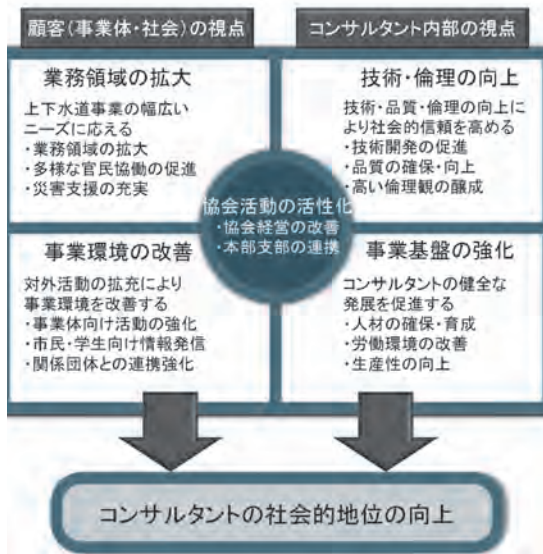 顧客(事業体・社会)の視点
コンサルタント内部の視点
業務領域の拡大
上下水道事業の幅広い
ニーズに応える
・業務領域の拡大
・多様な官民協働の促進
・災害支援の充実
技術・倫理の向上
技術・品質・倫理の向上に
より社会的信頼を高める
・技術開発の促進
・品質の確保・向上
・高い倫理観の醸成
協会活動の活性化
・協会経営の改善
・本部支部の連携
事業環境の改善
対外活動の拡充により
事業環境を改善する
・事業体向け活動の強化
・市民・学生向け情報発信
・関係団体との連携強化
事業基盤の強化
コンサルタントの健全な
発展を促進する
・人材の確保・育成
・労働環境の改善
・生産性の向上
コンサルタントの社会的地位の向上